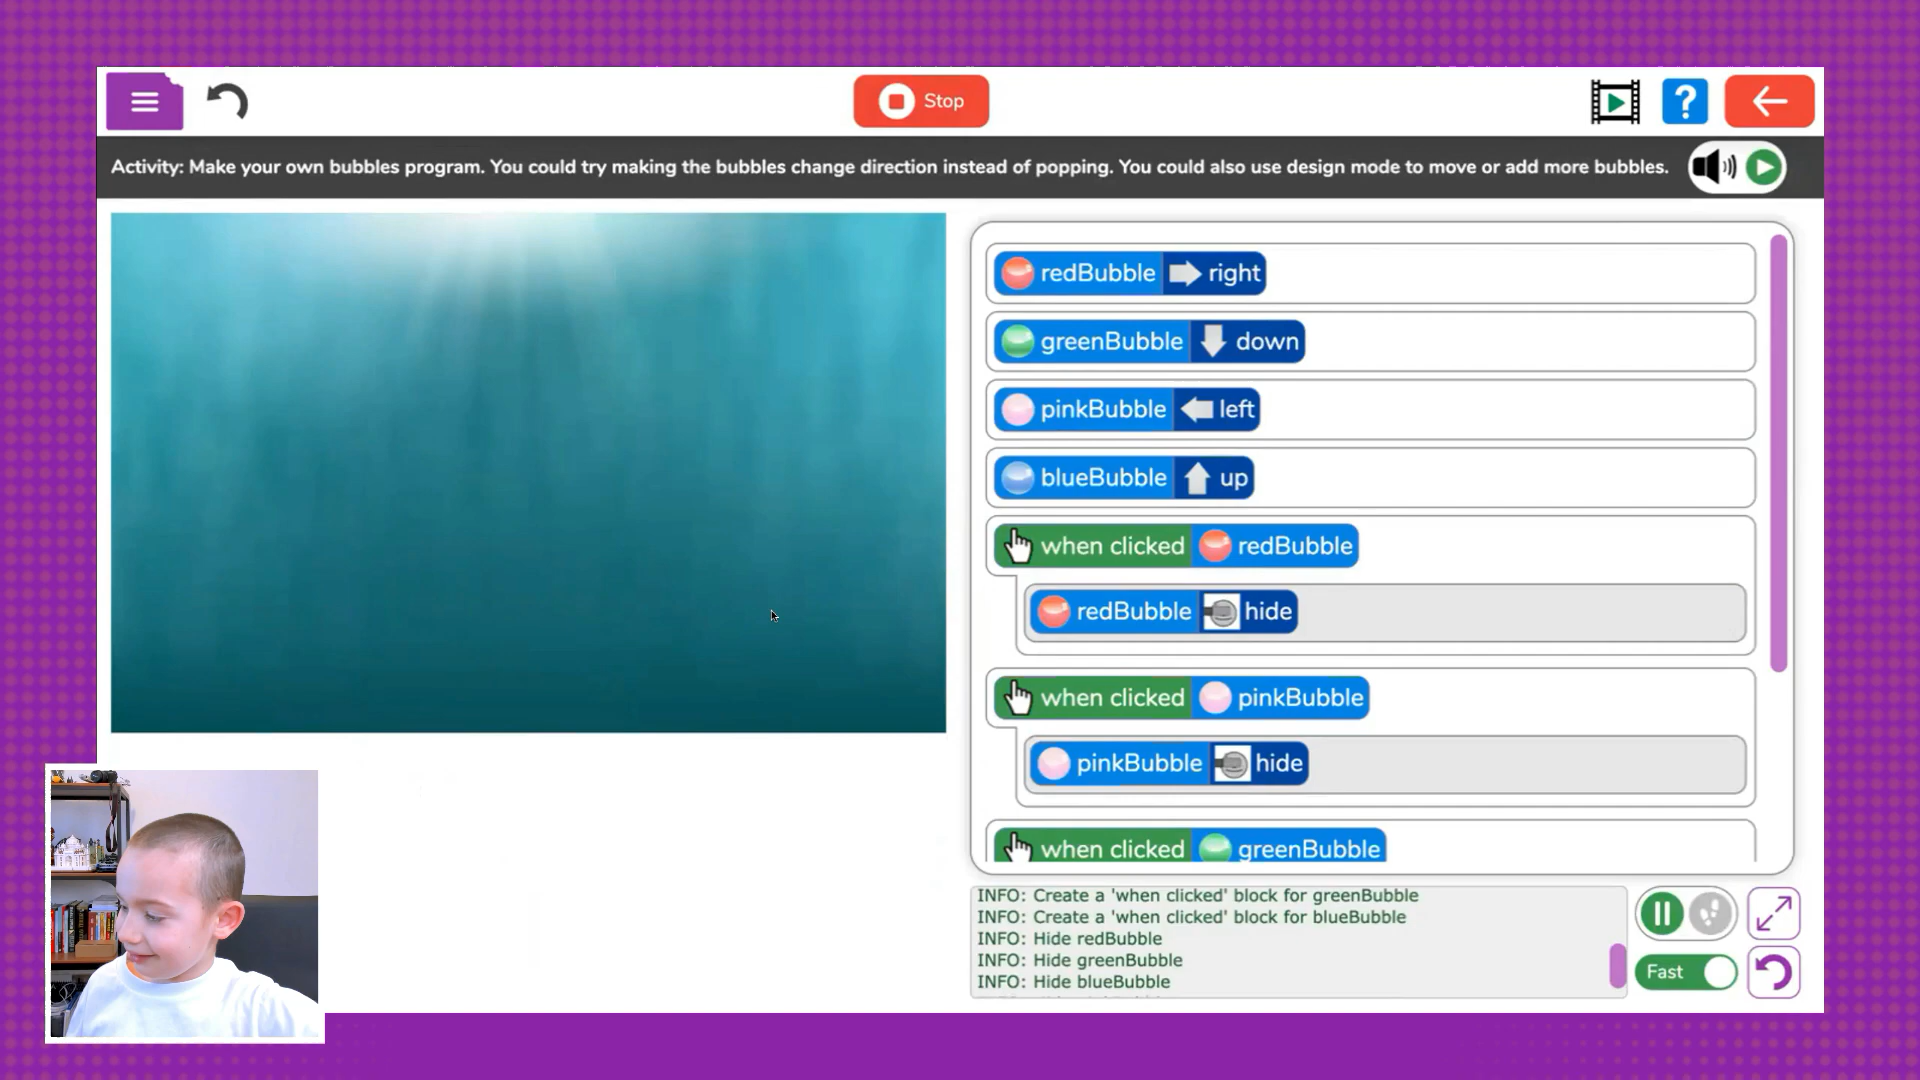 Stop
Activity: Make your own bubbles program. You could try making the bubbles change direction instead of popping. You could also use design mode to move or add more bubbles.
redBubble right
greenBubble down
pinkBubble left
blueBubble up
when clicked redBubble
redBubble hide
when clicked pinkBubble
pinkBubble hide
when clicked greenBubble
INFO: Create a 'when clicked' block for greenBubble
INFO: Create a 'when clicked' block for blueBubble
INFO: Hide redBubble
INFO: Hide greenBubble
INFO: Hide blueBubble
Fast